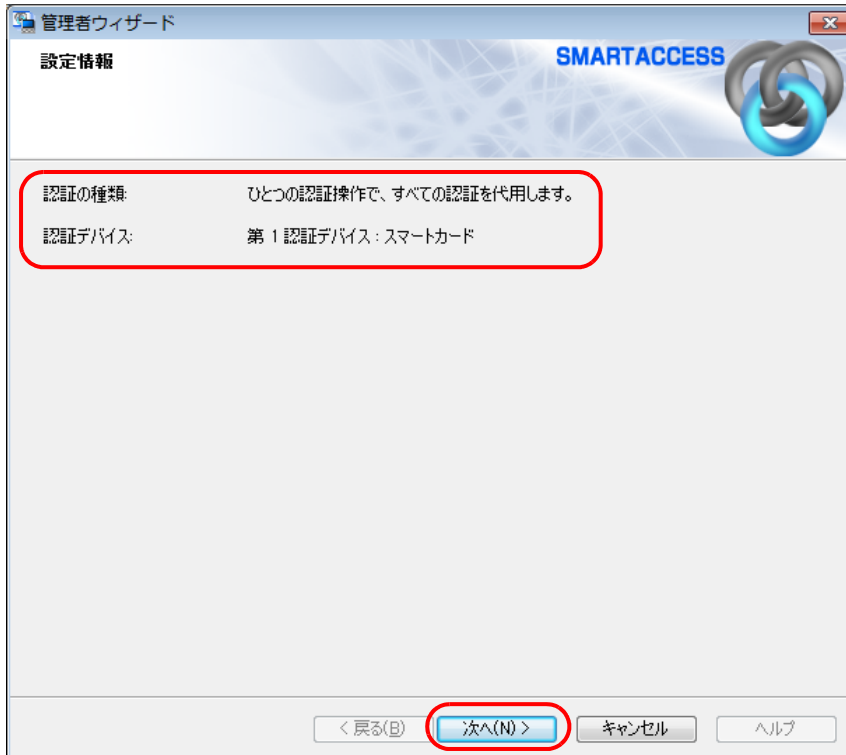 管理者ウィザード
設定情報
SMARTACCESS
認証の種類: ひとつの認証操作で、すべての認証を代用します。
認証デバイス: 第 1 認証デバイス : スマートカード
< 戻る(B) 次へ(N) > キャンセル ヘルプ